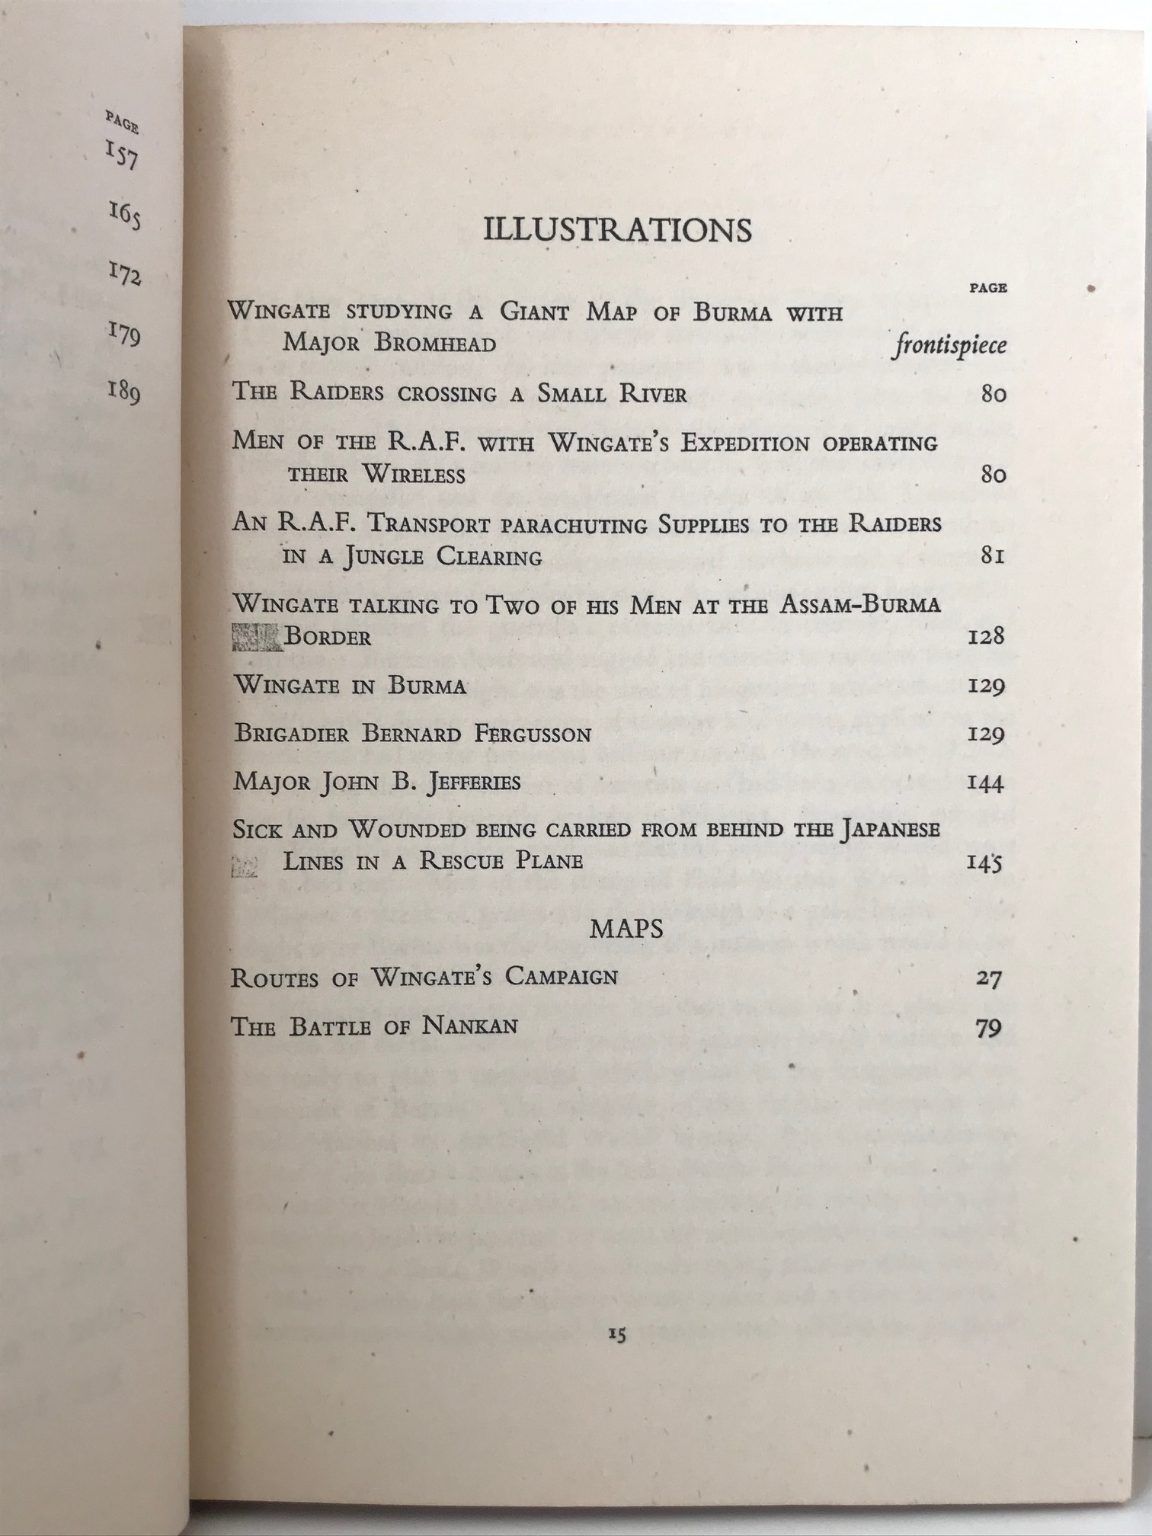 PAGE
157
165
172
179
189
ILLUSTRATIONS
PAGE
WINGATE STUDYING A GIANT MAP OF BURMA WITH
MAJOR BROMHEAD frontispiece
THE RAIDERS CROSSING A SMALL RIVER 80
MEN OF THE R.A.F. WITH WINGATE'S EXPEDITION OPERATING
THEIR WIRELESS 80
AN R.A.F. TRANSPORT PARACHUTING SUPPLIES TO THE RAIDERS
IN A JUNGLE CLEARING 81
WINGATE TALKING TO TWO OF HIS MEN AT THE ASSAM-BURMA
BORDER 128
WINGATE IN BURMA 129
BRIGADIER BERNARD FERGUSSON 129
MAJOR JOHN B. JEFFERIES 144
SICK AND WOUNDED BEING CARRIED FROM BEHIND THE JAPANESE
LINES IN A RESCUE PLANE 145
MAPS
ROUTES OF WINGATE'S CAMPAIGN 27
THE BATTLE OF NANKAN 79
15